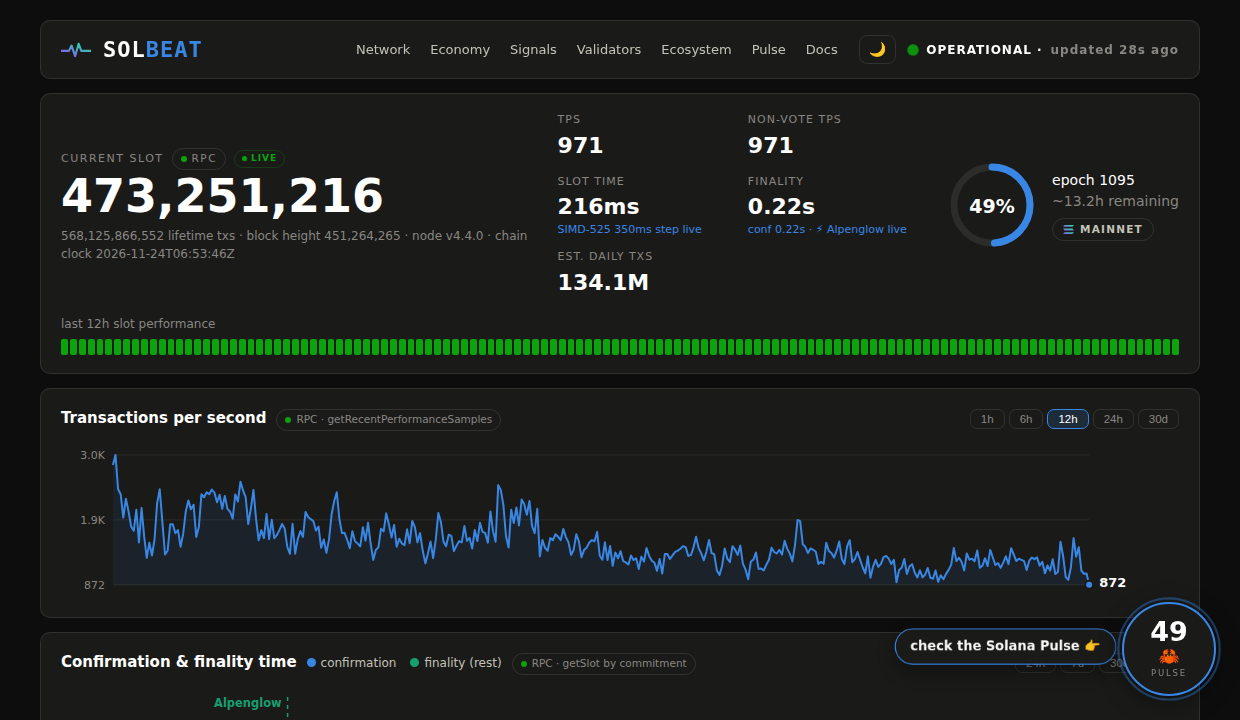 SOLBEAT
Network Economy Signals Validators Ecosystem Pulse Docs
OPERATIONAL · updated 28s ago
CURRENT SLOT RPC LIVE
473,251,216
568,125,866,552 lifetime txs · block height 451,264,265 · node v4.4.0 · chain
clock 2026-11-24T06:53:46Z
TPS
971
NON-VOTE TPS
971
SLOT TIME
216ms
SIMD-525 350ms step live
FINALITY
0.22s
conf 0.22s · ⚡ Alpenglow live
EST. DAILY TXS
134.1M
49%
epoch 1095
~13.2h remaining
MAINNET
last 12h slot performance
Transactions per second RPC · getRecentPerformanceSamples
1h 6h 12h 24h 30d
3.0K
1.9K
872
872
Confirmation & finality time confirmation finality (rest) RPC · getSlot by commitment
Alpenglow
check the Solana Pulse 👉
49
PULSE